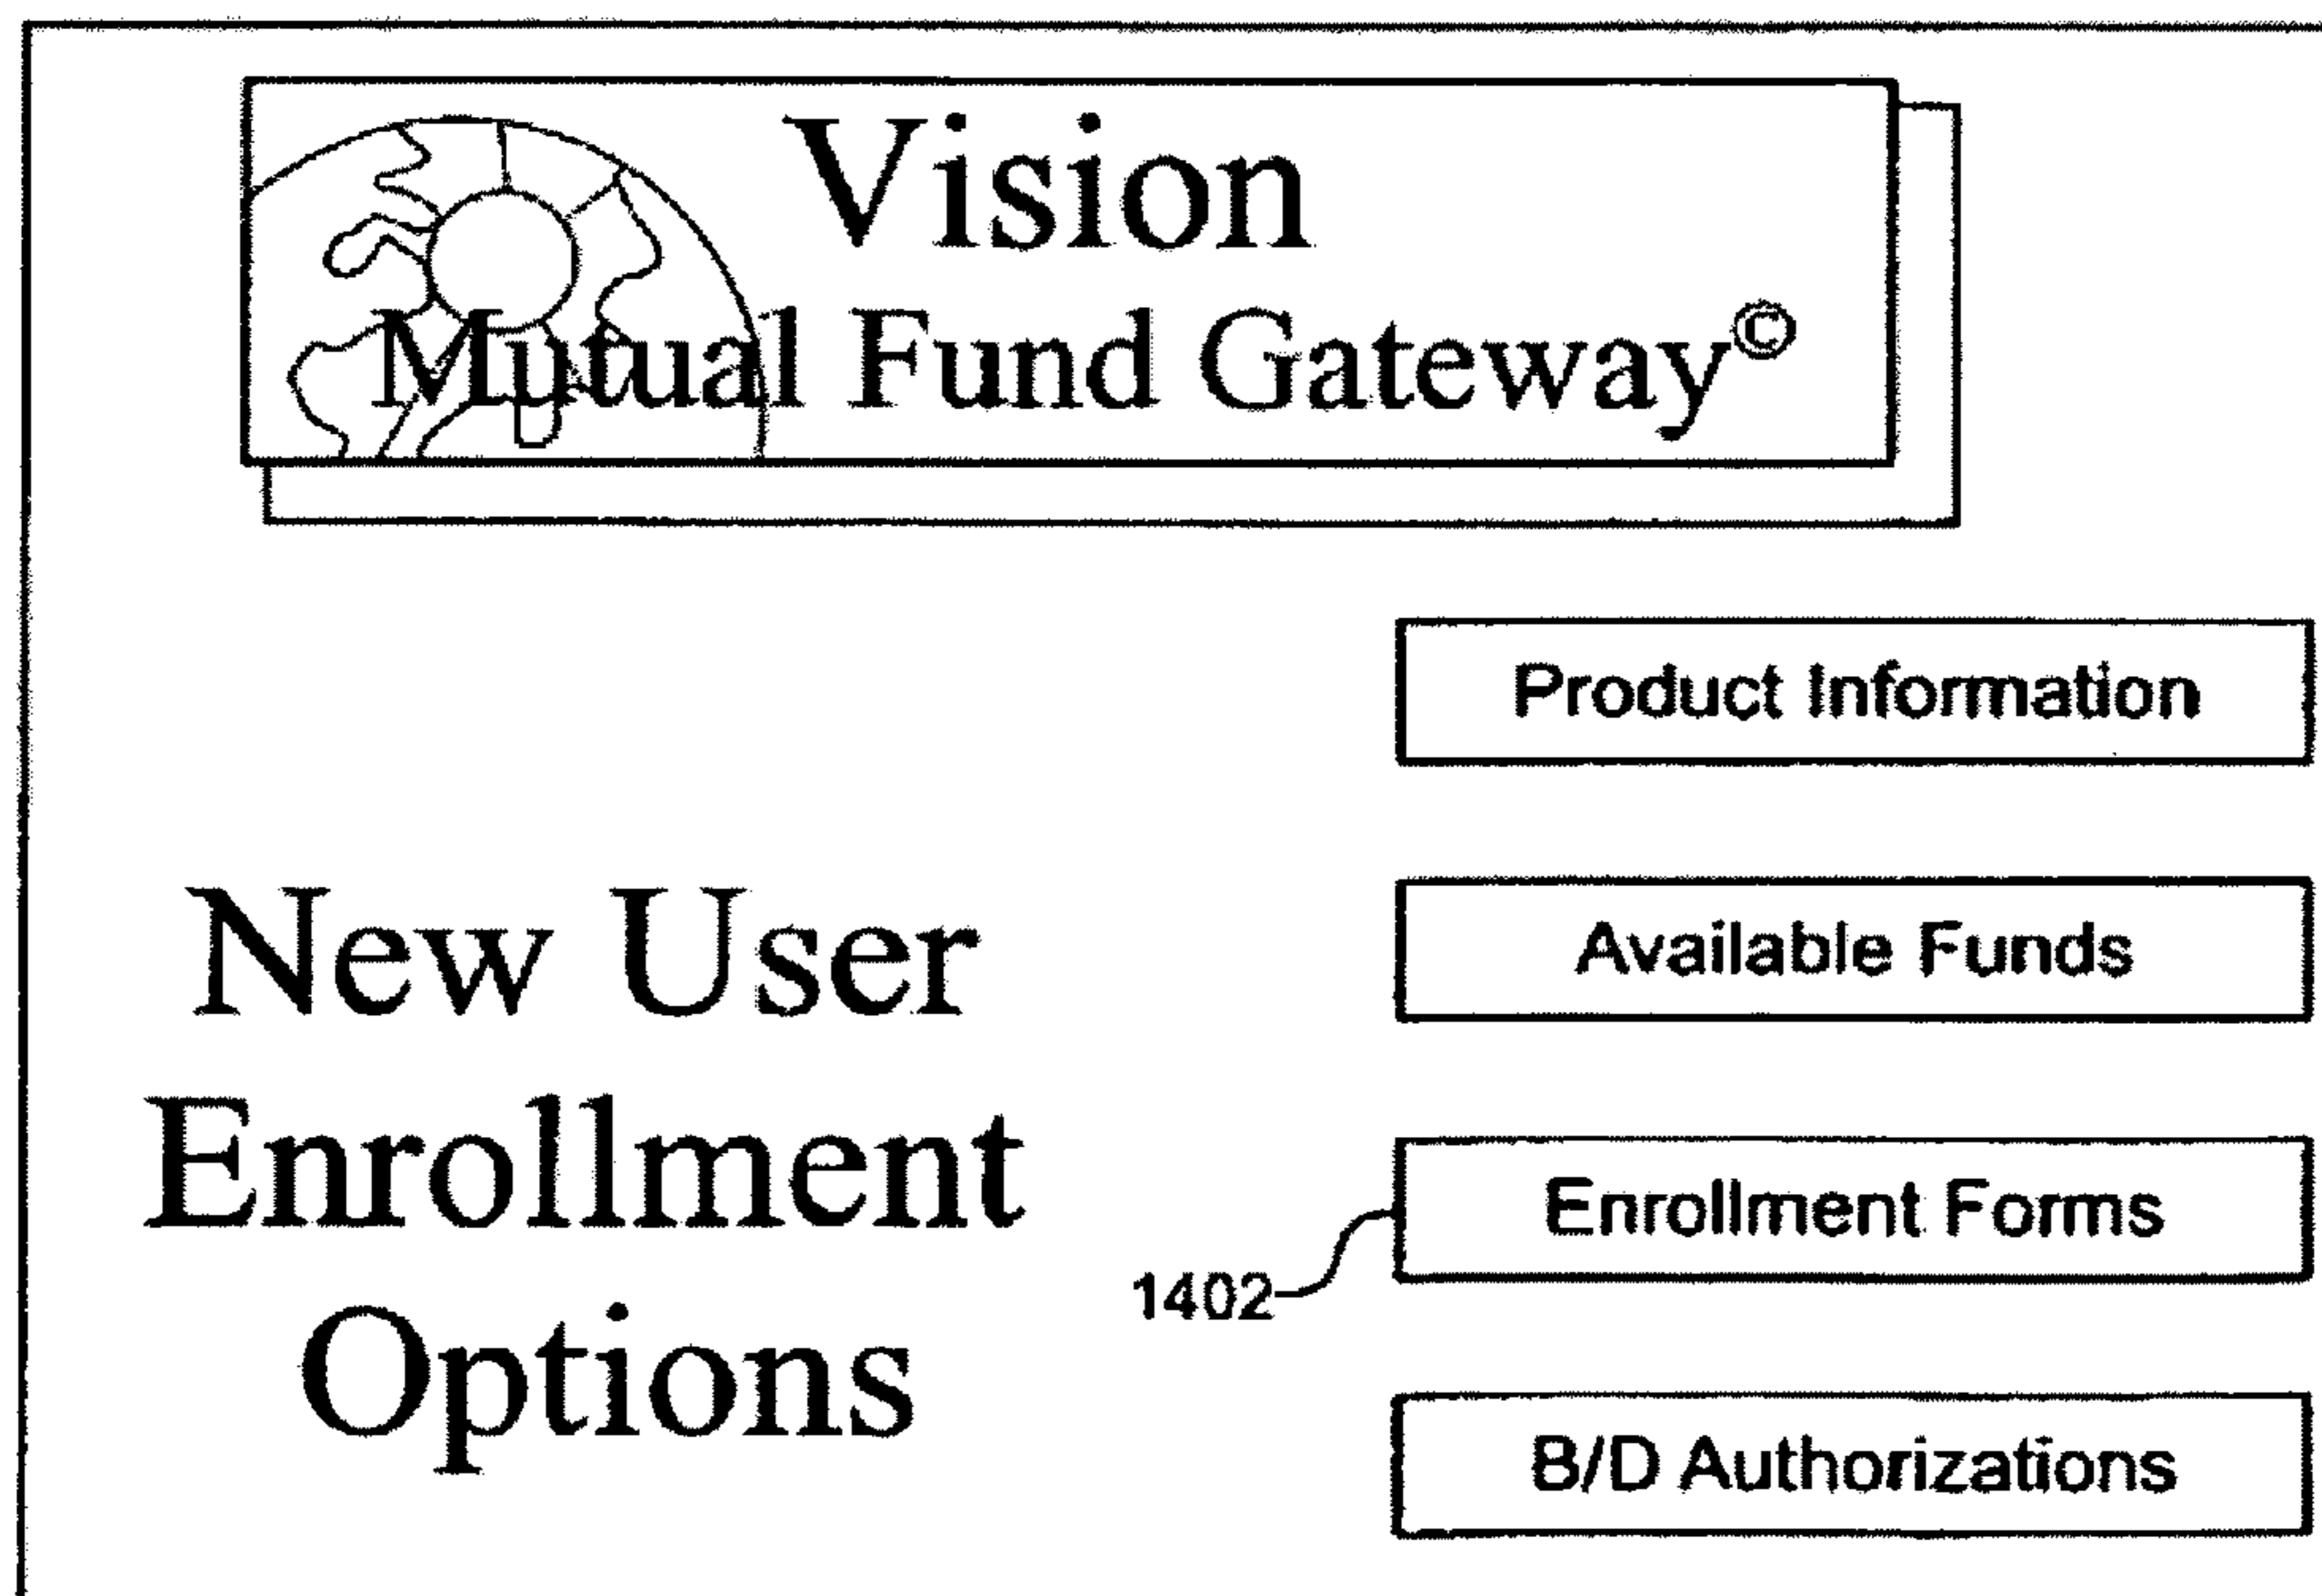 Vision
Mutual Fund Gateway©
Product Information
Available Funds
New User
Enrollment
Options
Enrollment Forms
1402
B/D Authorizations